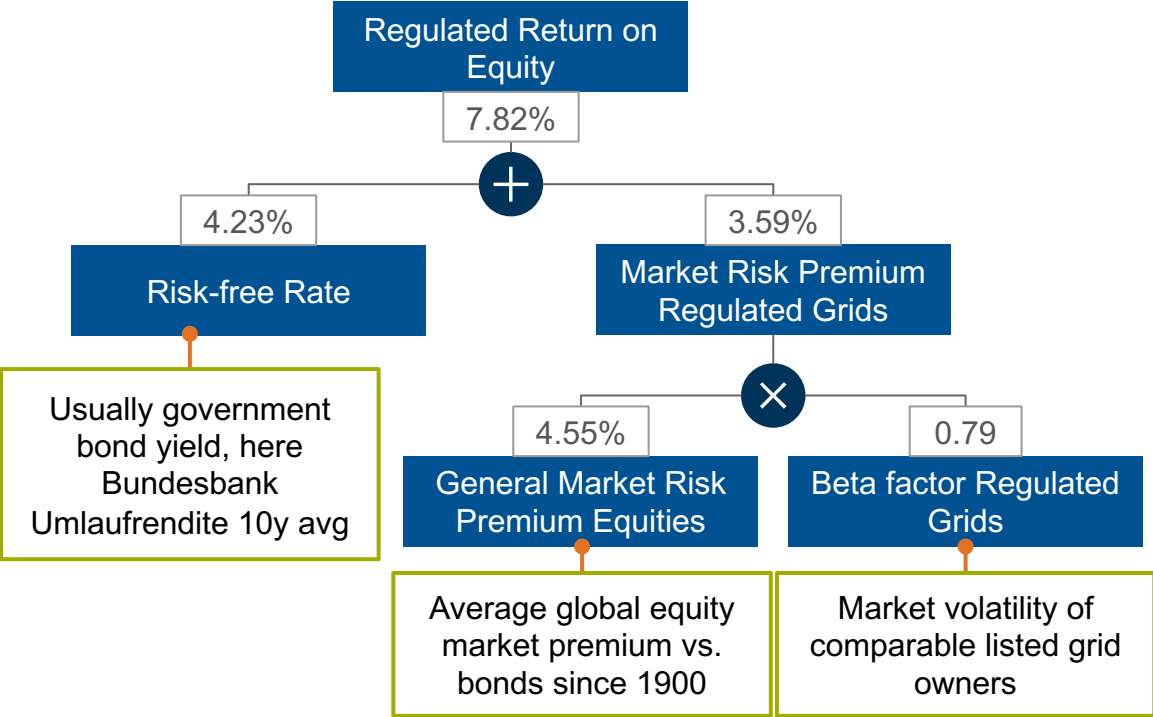 Regulated Return on
Equity
7.82%
+
4.23%
3.59%
Risk-free Rate
Market Risk Premium
Regulated Grids
Usually government
bond yield, here
Bundesbank
Umlaufrendite 10y avg
×
4.55%
0.79
General Market Risk
Premium Equities
Beta factor Regulated
Grids
Average global equity
market premium vs.
bonds since 1900
Market volatility of
comparable listed grid
owners